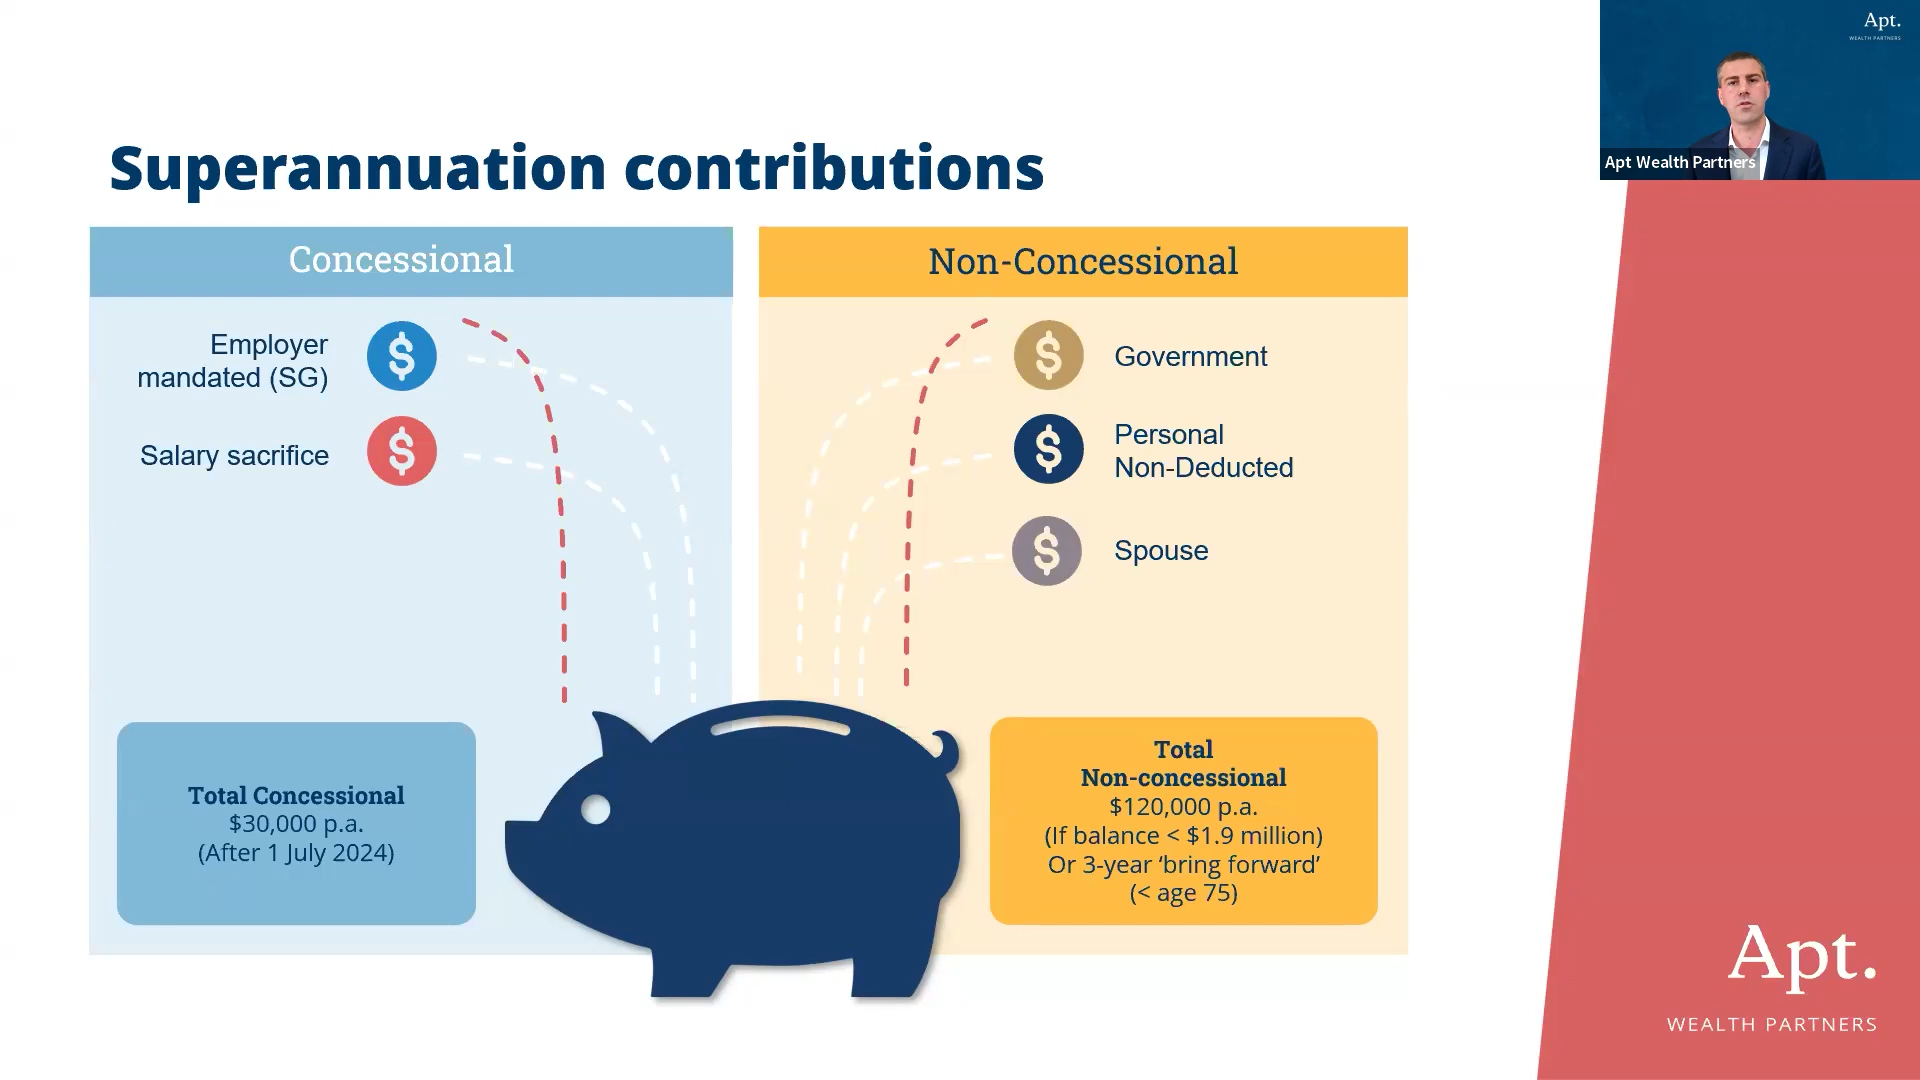 Apt.
WEALTH PARTNERS
Apt Wealth Partners
Superannuation contributions
Concessional
Employer
mandated (SG)
$
Salary sacrifice
$
Total Concessional
$30,000 p.a.
(After 1 July 2024)
Non-Concessional
$
Government
$
Personal
Non-Deducted
$
Spouse
Total
Non-concessional
$120,000 p.a.
(If balance < $1.9 million)
Or 3-year ‘bring forward’
(< age 75)
Apt.
WEALTH PARTNERS